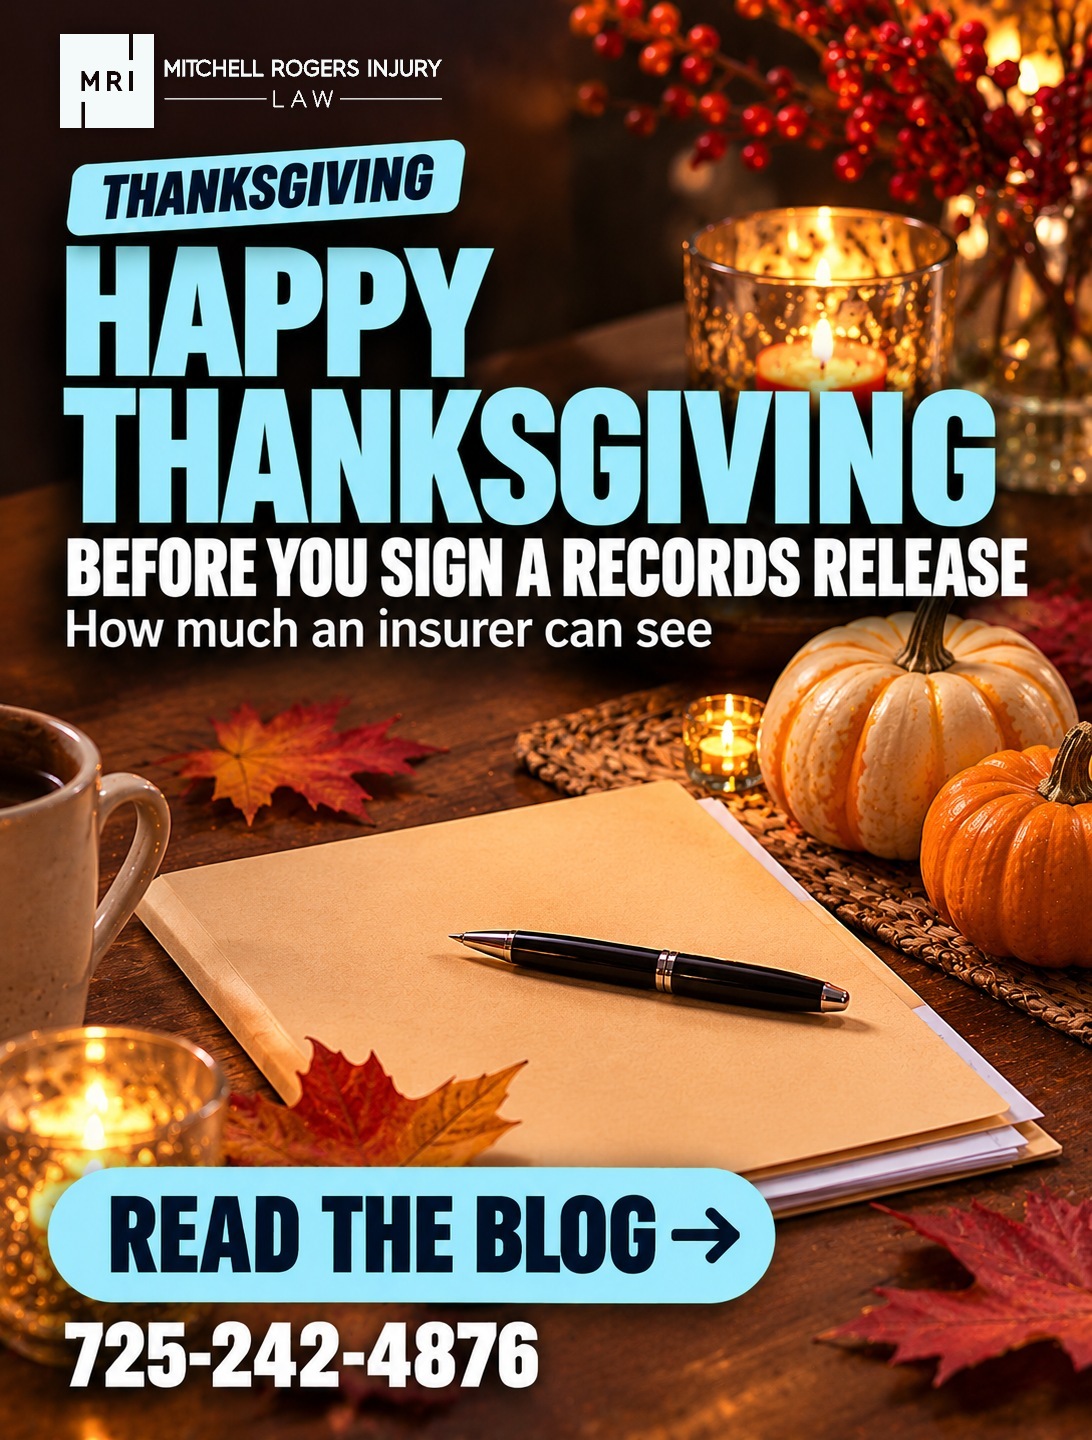 MRI
MITCHELL ROGERS INJURY
LAW
THANKSGIVING
HAPPY
THANKSGIVING
BEFORE YOU SIGN A RECORDS RELEASE
How much an insurer can see
READ THE BLOG→
725-242-4876